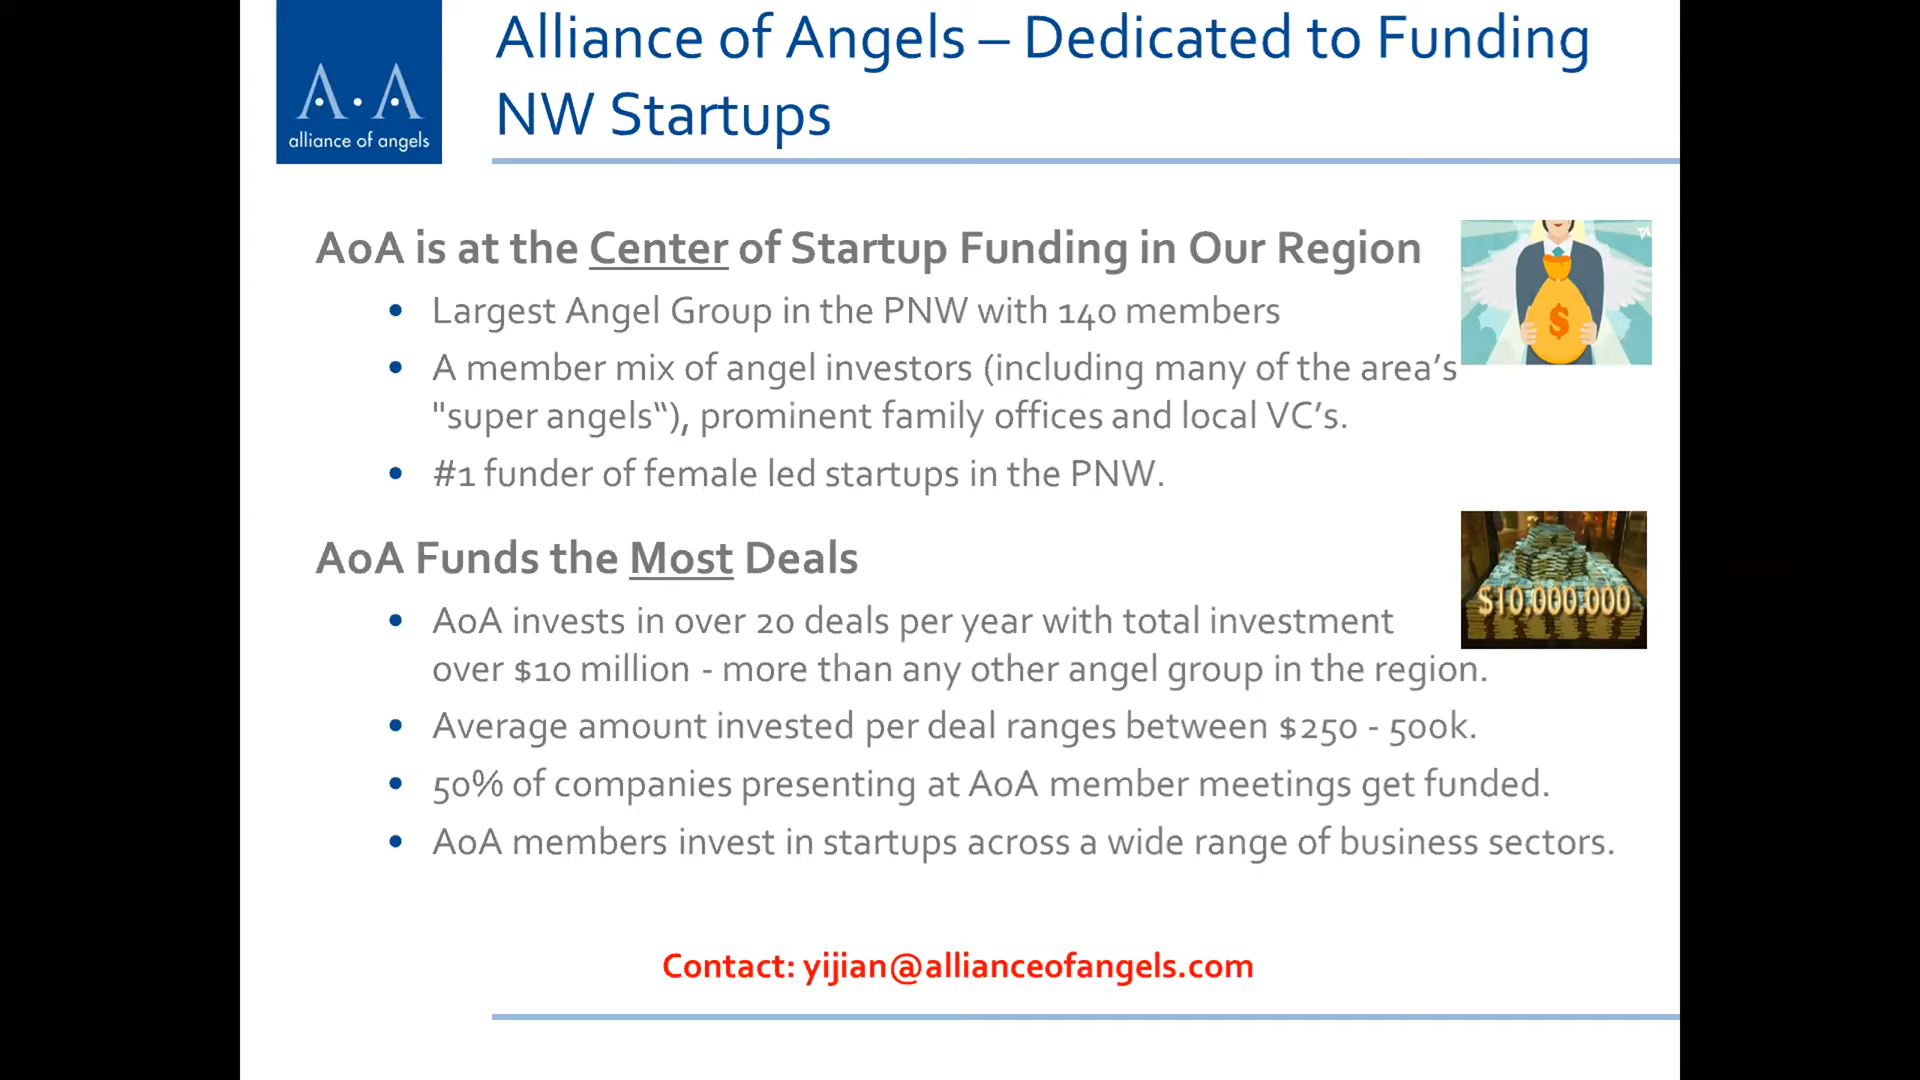 A·A
alliance of angels
Alliance of Angels – Dedicated to Funding
NW Startups
AoA is at the Center of Startup Funding in Our Region
• Largest Angel Group in the PNW with 140 members
• A member mix of angel investors (including many of the area’s
"super angels“), prominent family offices and local VC’s.
• #1 funder of female led startups in the PNW.
$
AoA Funds the Most Deals
$10,000,000
• AoA invests in over 20 deals per year with total investment
over $10 million - more than any other angel group in the region.
• Average amount invested per deal ranges between $250 - 500k.
• 50% of companies presenting at AoA member meetings get funded.
• AoA members invest in startups across a wide range of business sectors.
Contact: yijian@allianceofangels.com